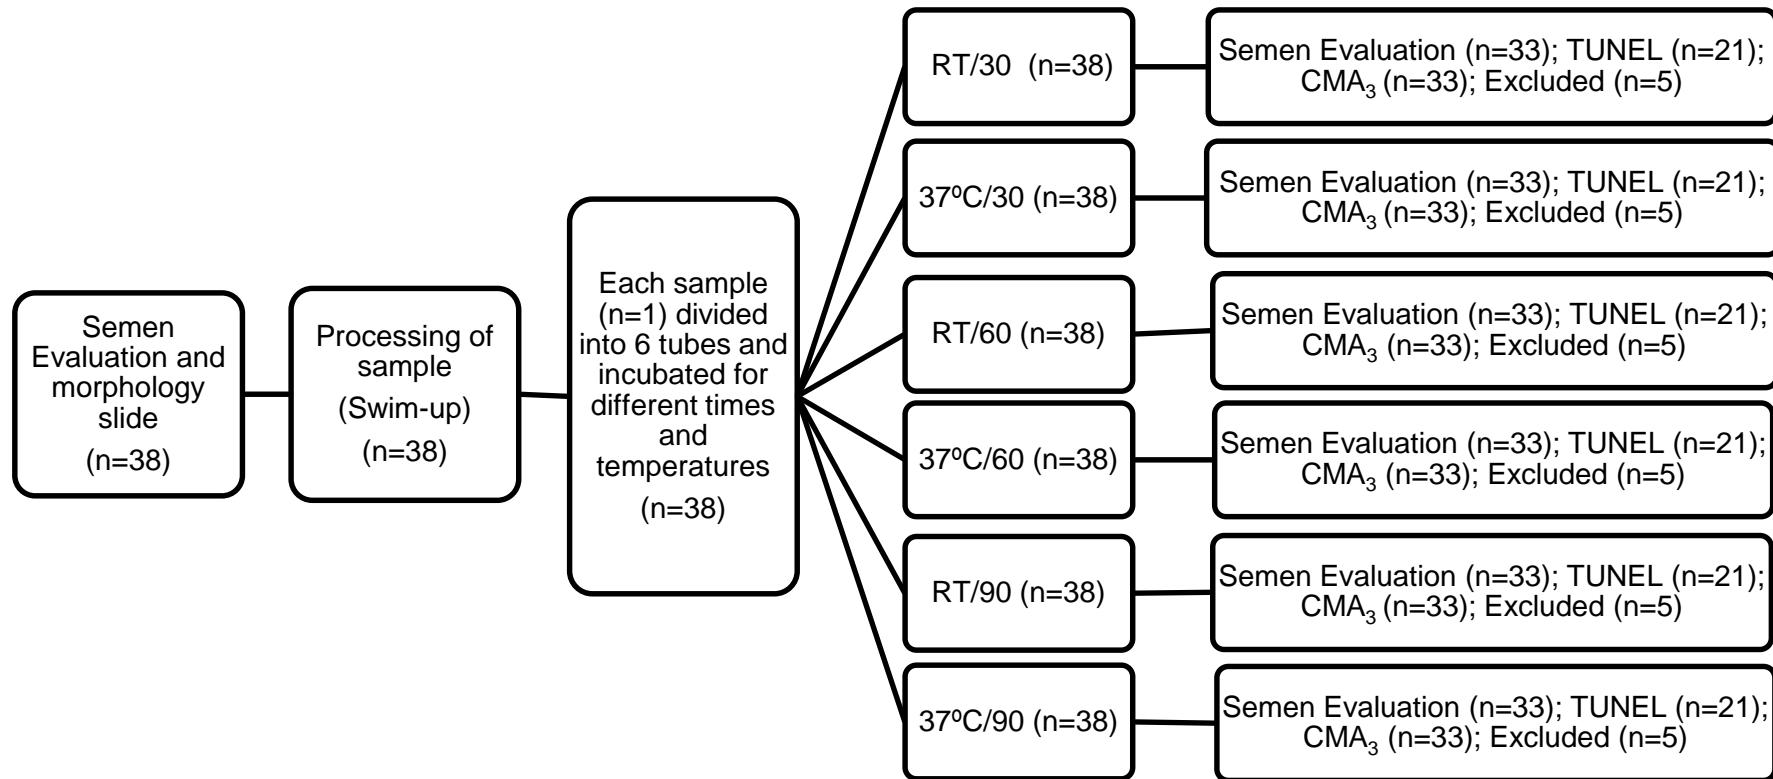 Semen
Evaluation and
morphology
slide
(n=38)
Processing of
sample
(Swim-up)
(n=38)
Each sample
(n=1) divided
into 6 tubes and
incubated for
different times
and
temperatures
(n=38)
RT/30 (n=38)
Semen Evaluation (n=33); TUNEL (n=21);
CMA₃ (n=33); Excluded (n=5)
37ºC/30 (n=38)
Semen Evaluation (n=33); TUNEL (n=21);
CMA₃ (n=33); Excluded (n=5)
RT/60 (n=38)
Semen Evaluation (n=33); TUNEL (n=21);
CMA₃ (n=33); Excluded (n=5)
37ºC/60 (n=38)
Semen Evaluation (n=33); TUNEL (n=21);
CMA₃ (n=33); Excluded (n=5)
RT/90 (n=38)
Semen Evaluation (n=33); TUNEL (n=21);
CMA₃ (n=33); Excluded (n=5)
37ºC/90 (n=38)
Semen Evaluation (n=33); TUNEL (n=21);
CMA₃ (n=33); Excluded (n=5)